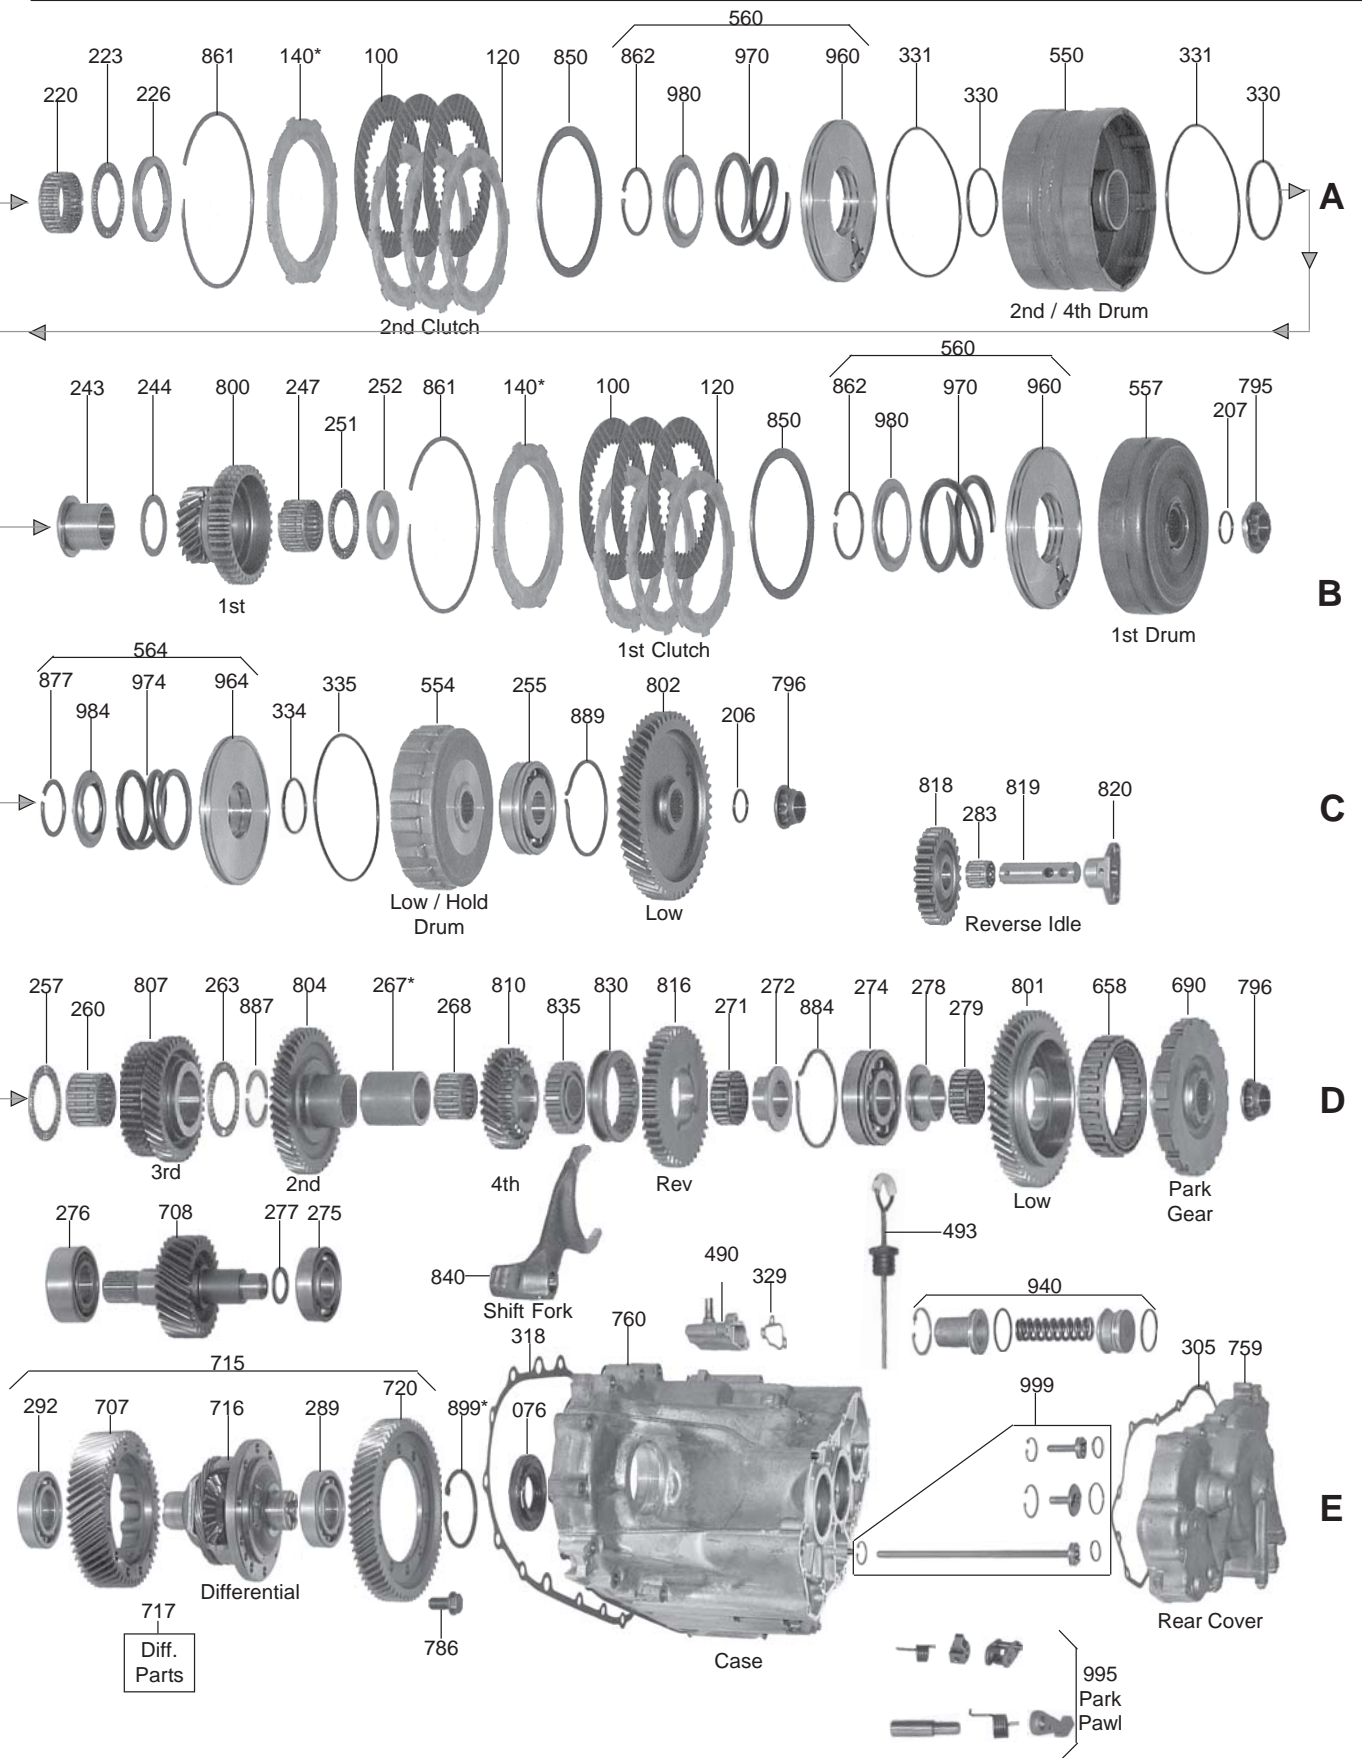 560
223 861 140* 100 120 850 862 970 960 331 550 331
220 226 980 330 330
A
2nd / 4th Drum
2nd Clutch
560
243 244 800 247 252 861 140* 100 120 862 970 960 557 795
251 850 980 207
B
1st
1st Drum
1st Clutch
564
877 974 964 335 554 255 802 796
984 334 889 206
818 819 820
283
C
Low / Hold
Drum
Low
Reverse Idle
257 807 263 804 267* 810 830 816 272 274 278 801 658 690 796
260 887 268 835 271 884 279
D
3rd
2nd
4th
Rev
Low
Park
Gear
276 708 277 275
493
490 329
840
Shift Fork
940
318 760
305 759
715
720
292 707 716 289 899* 076
999
E
Differential
Rear Cover
717
Diff.
Parts
786
Case
995
Park
Pawl